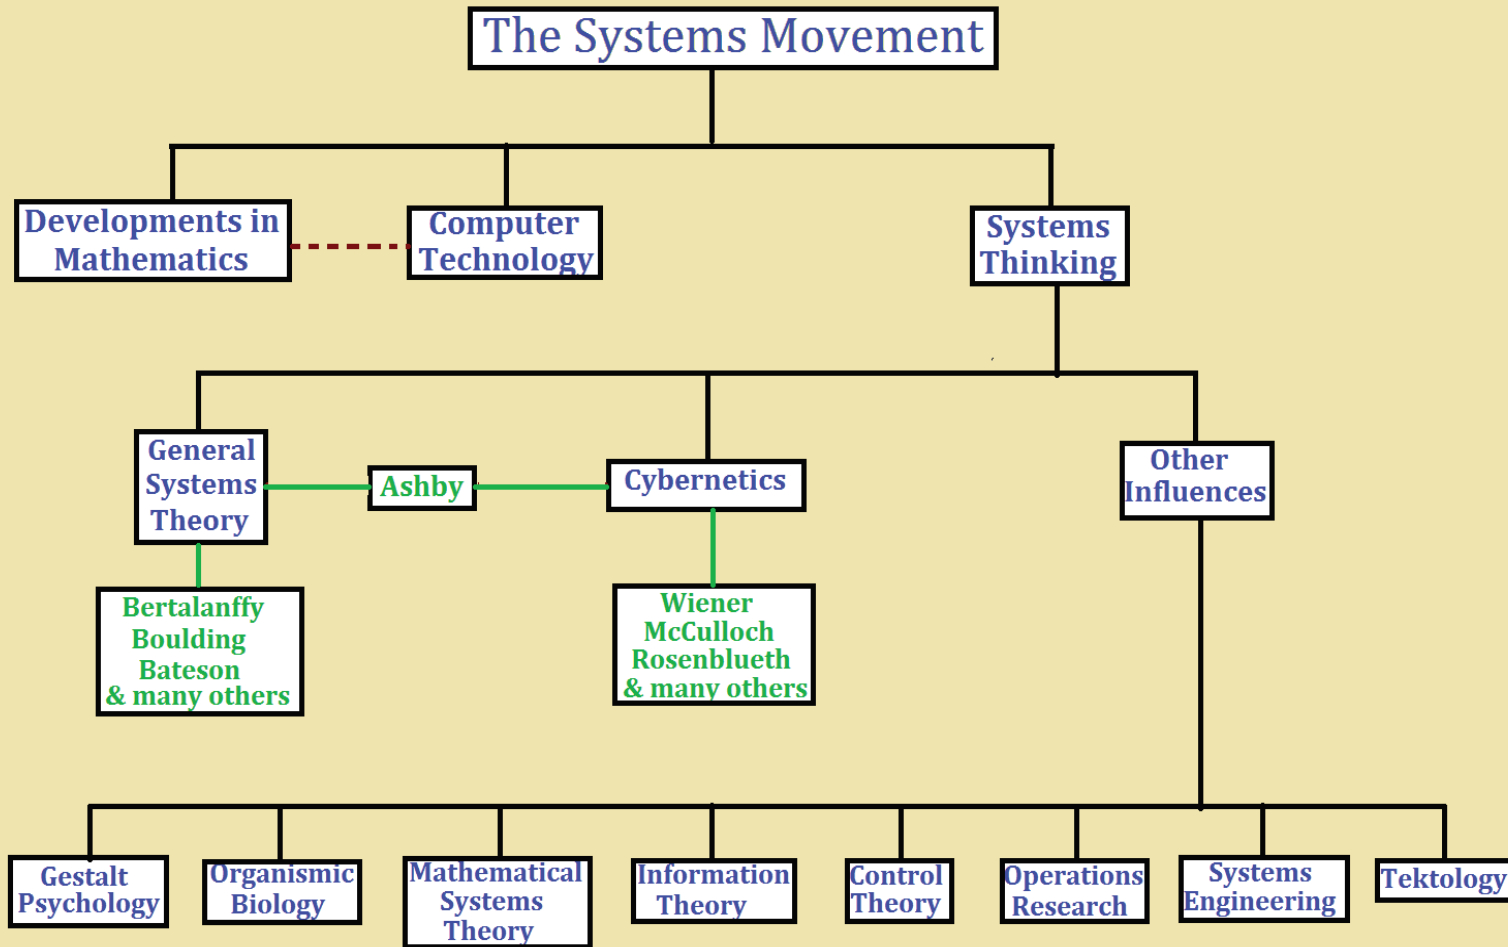 The Systems Movement
Developments in
Mathematics
Computer
Technology
Systems
Thinking
General
Systems
Theory
Ashby
Cybernetics
Other
Influences
Bertalanffy
Boulding
Bateson
& many others
Wiener
McCulloch
Rosenblueth
& many others
Gestalt
Psychology
Organismic
Biology
Mathematical
Systems
Theory
Information
Theory
Control
Theory
Operations
Research
Systems
Engineering
Tektology